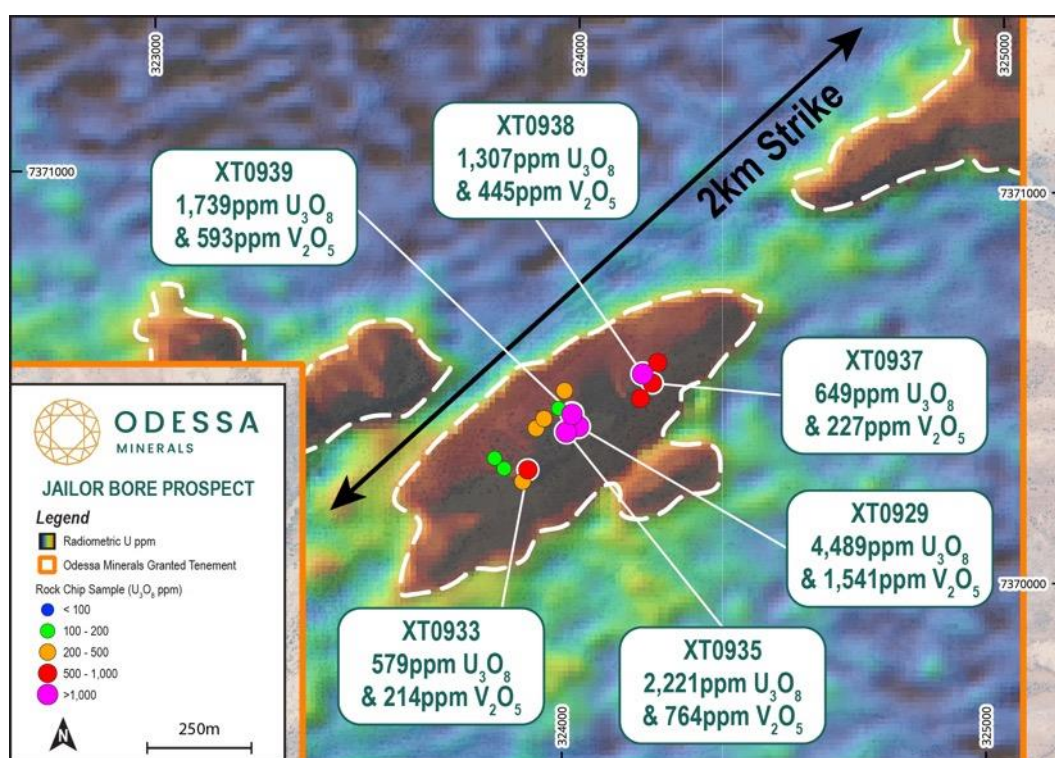 323000
324000
325000
7371000
7371000
2km Strike
XT0938
1,307ppm U₃O₈
& 445ppm V₂O₅
XT0939
1,739ppm U₃O₈
& 593ppm V₂O₅
XT0937
649ppm U₃O₈
& 227ppm V₂O₅
XT0929
4,489ppm U₃O₈
& 1,541ppm V₂O₅
XT0933
579ppm U₃O₈
& 214ppm V₂O₅
XT0935
2,221ppm U₃O₈
& 764ppm V₂O₅
7370000
324000
325000
ODESSA
MINERALS
JAILOR BORE PROSPECT
Legend
Radiometric U ppm
Odessa Minerals Granted Tenement
Rock Chip Sample (U₃O₈ ppm)
< 100
100 - 200
200 - 500
500 - 1,000
>1,000
N
250m